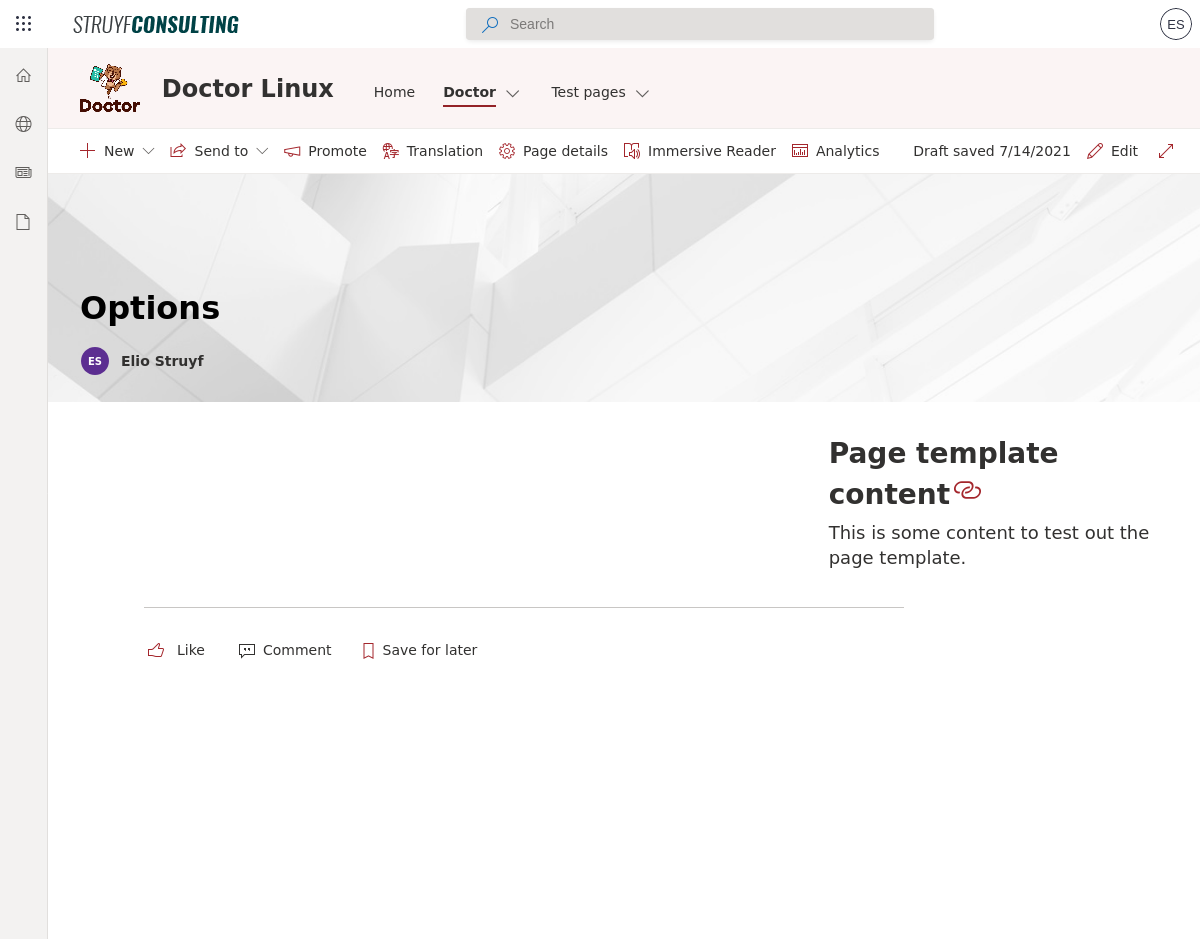 STRUYFCONSULTING
Search
ES
Doctor
Doctor Linux
Home
Doctor
Test pages
New
Send to
Promote
Translation
Page details
Immersive Reader
Analytics
Draft saved 7/14/2021
Edit
Options
ES
Elio Struyf
Page template
content
This is some content to test out the
page template.
Like
Comment
Save for later